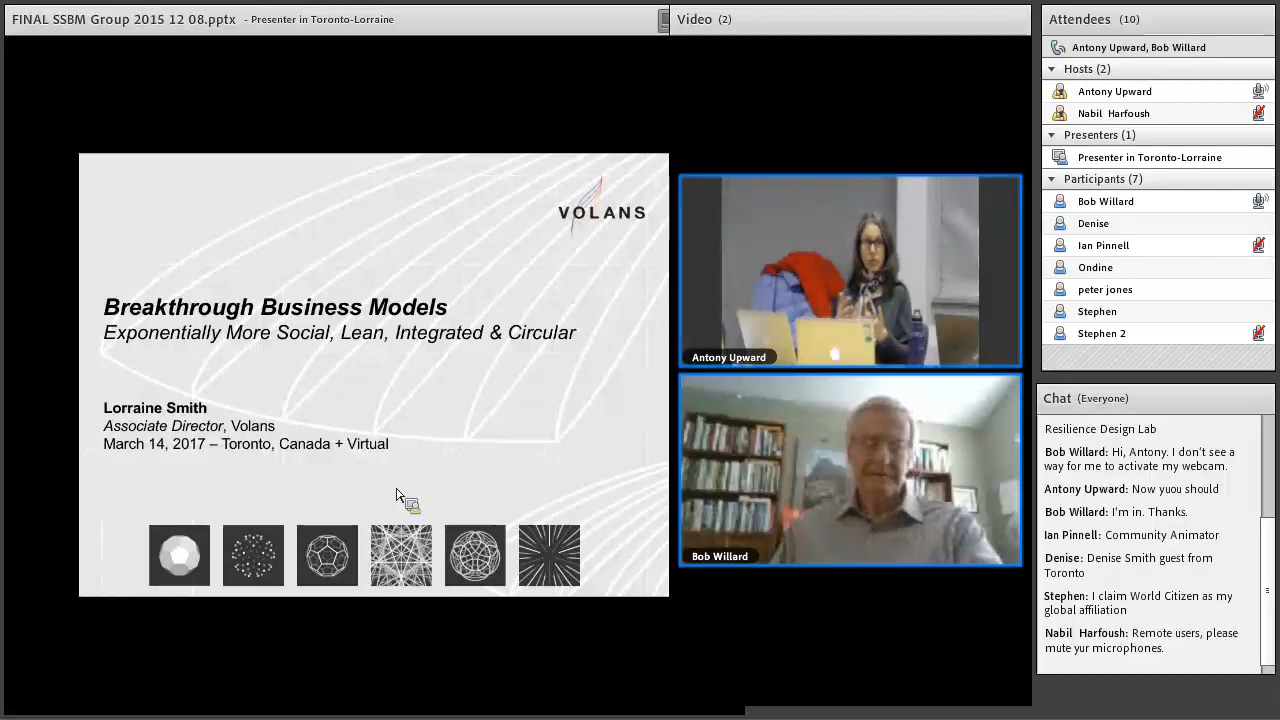 FINAL SSBM Group 2015 12 08.pptx - Presenter in Toronto-Lorraine
VOLANS
Breakthrough Business Models
Exponentially More Social, Lean, Integrated & Circular
Lorraine Smith
Associate Director, Volans
March 14, 2017 – Toronto, Canada + Virtual
Video (2)
Antony Upward
Bob Willard
Attendees (10)
Antony Upward, Bob Willard
Hosts (2)
Antony Upward
Nabil Harfoush
Presenters (1)
Presenter in Toronto-Lorraine
Participants (7)
Bob Willard
Denise
Ian Pinnell
Ondine
peter jones
Stephen
Stephen 2
Chat (Everyone)
Resilience Design Lab
Bob Willard: Hi, Antony. I don't see a
way for me to activate my webcam.
Antony Upward: Now yuou should
Bob Willard: I'm in. Thanks.
Ian Pinnell: Community Animator
Denise: Denise Smith guest from
Toronto
Stephen: I claim World Citizen as my
global affiliation
Nabil Harfoush: Remote users, please
mute yur microphones.